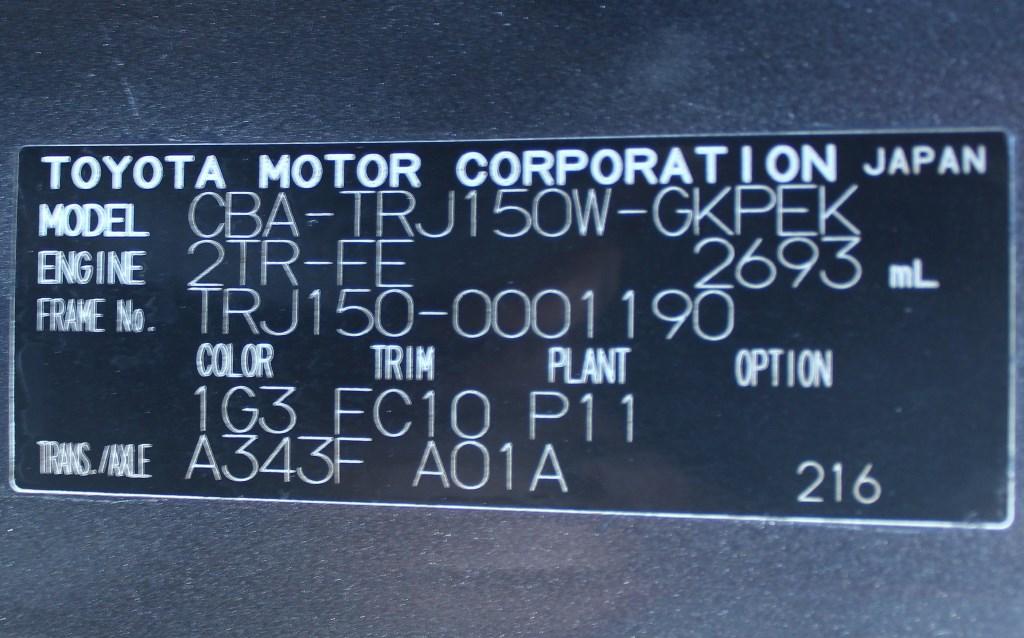 TOYOTA MOTOR CORPORATION JAPAN
MODEL CBA-TRJ150W-GKPEK
ENGINE 2TR-FE 2693 mL
FRAME No. TRJ150-0001190
COLOR TRIM PLANT OPTION
1G3 FC10 P11
TRANS./AXLE A343F A01A 216